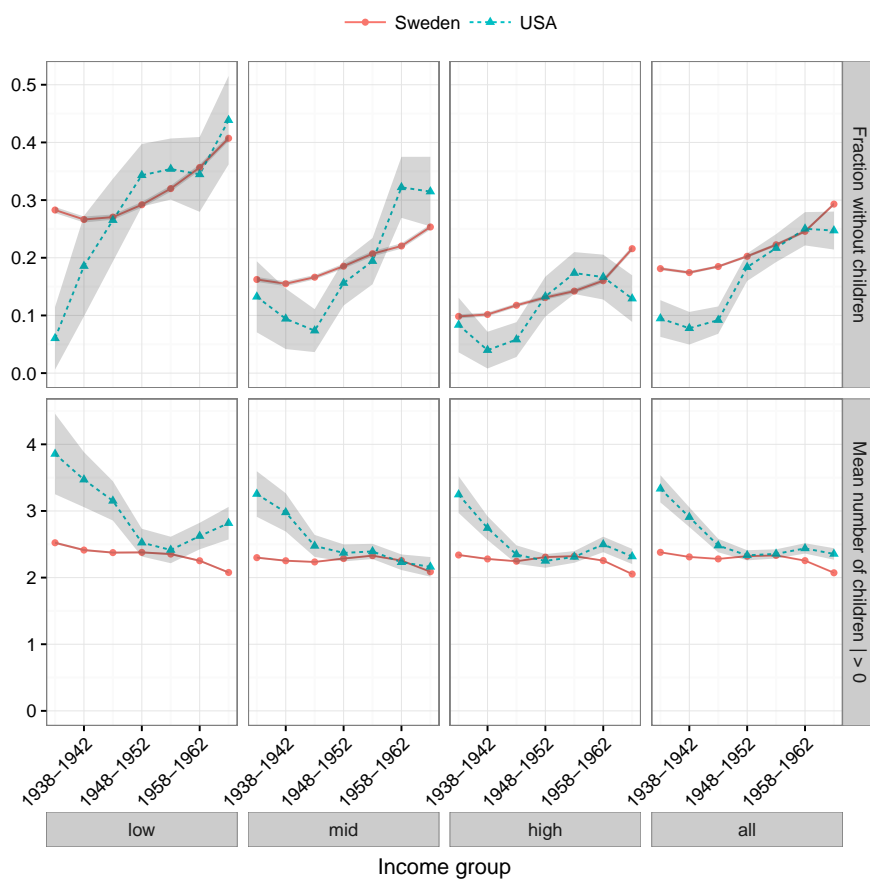 Sweden USA
0.5
0.4
0.3
0.2
0.1
0.0
Fraction without children
4
3
2
1
0
Mean number of children | > 0
1938–1942 1948–1952 1958–1962 1938–1942 1948–1952 1958–1962 1938–1942 1948–1952 1958–1962 1938–1942 1948–1952 1958–1962
low mid high all
Income group